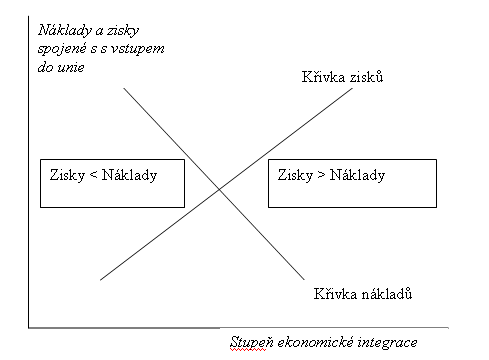 Náklady a zisky
spojené s s vstupem
do unie
Křivka zisků
Zisky < Náklady
Zisky > Náklady
Křivka nákladů
Stupeň ekonomické integrace